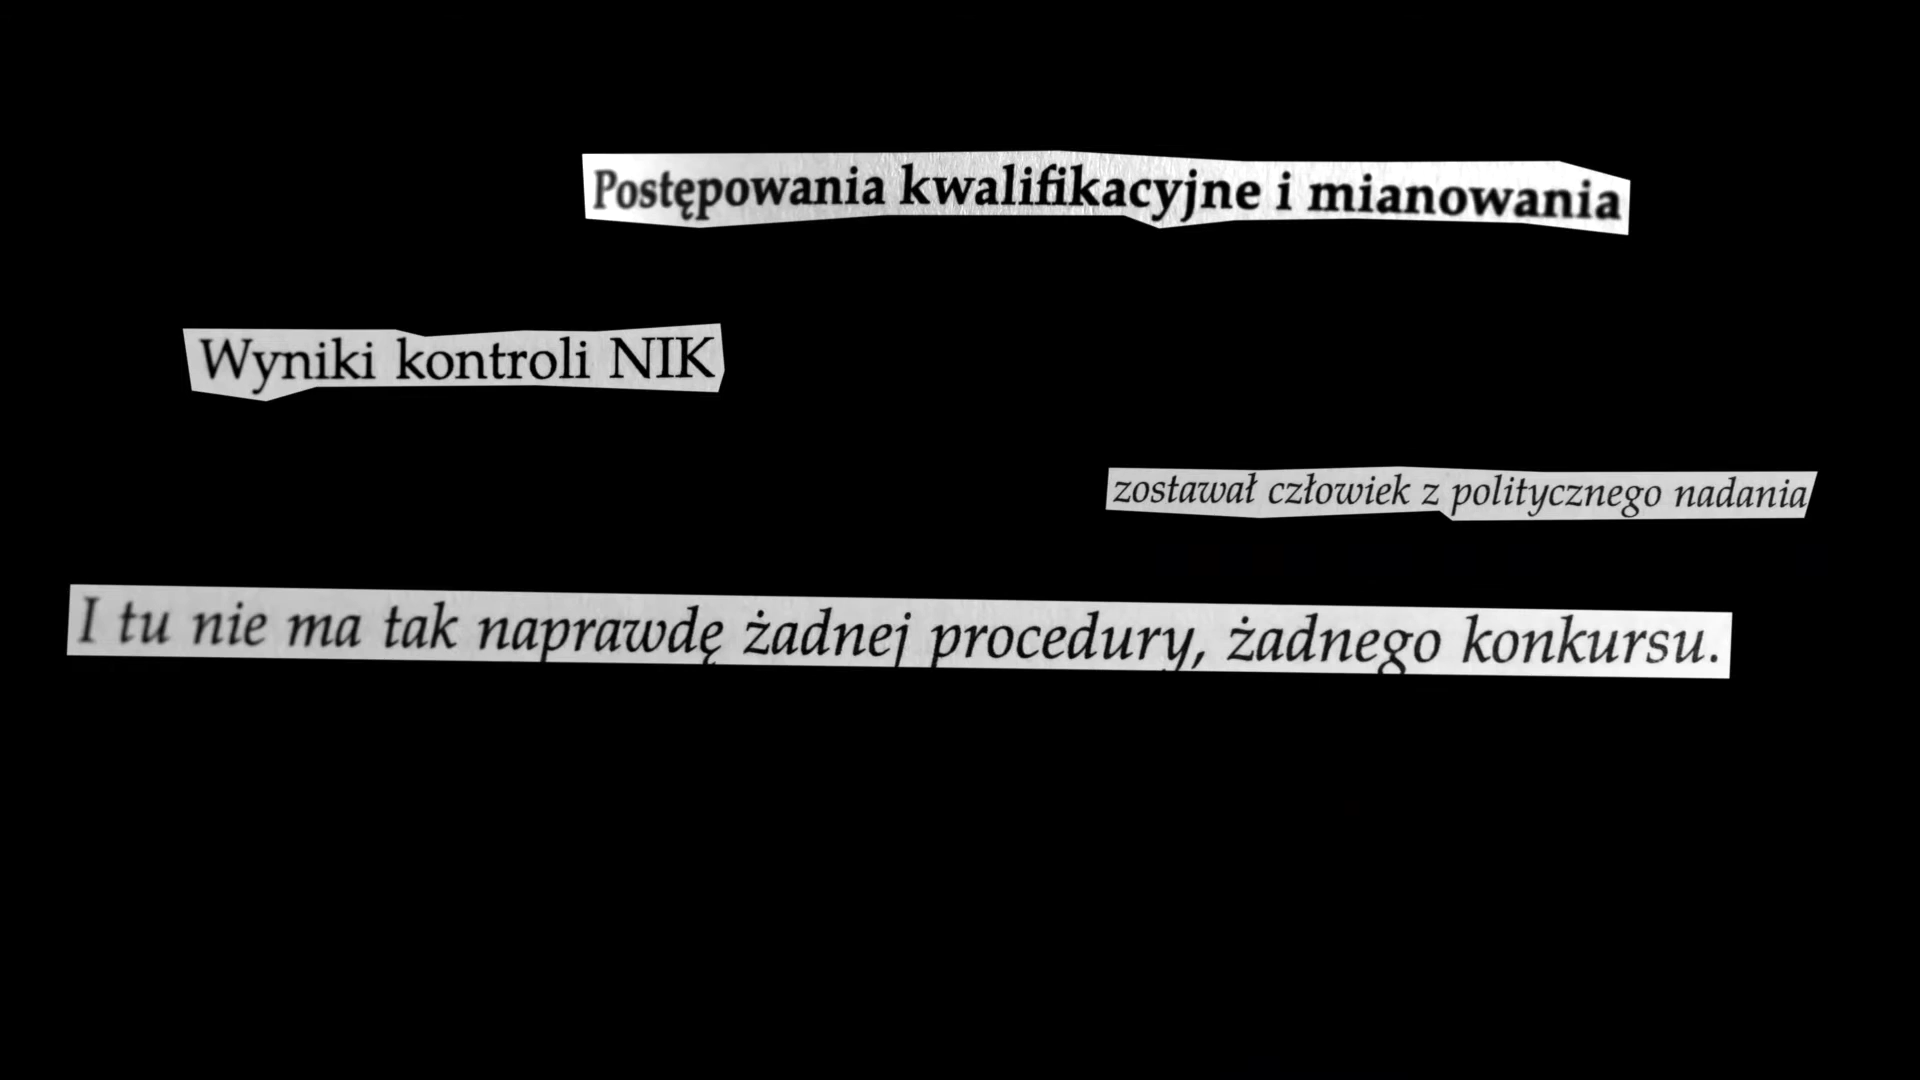 Postępowania kwalifikacyjne i mianowania
Wyniki kontroli NIK
zostawał człowiek z politycznego nadania
I tu nie ma tak naprawdę żadnej procedury, żadnego konkursu.